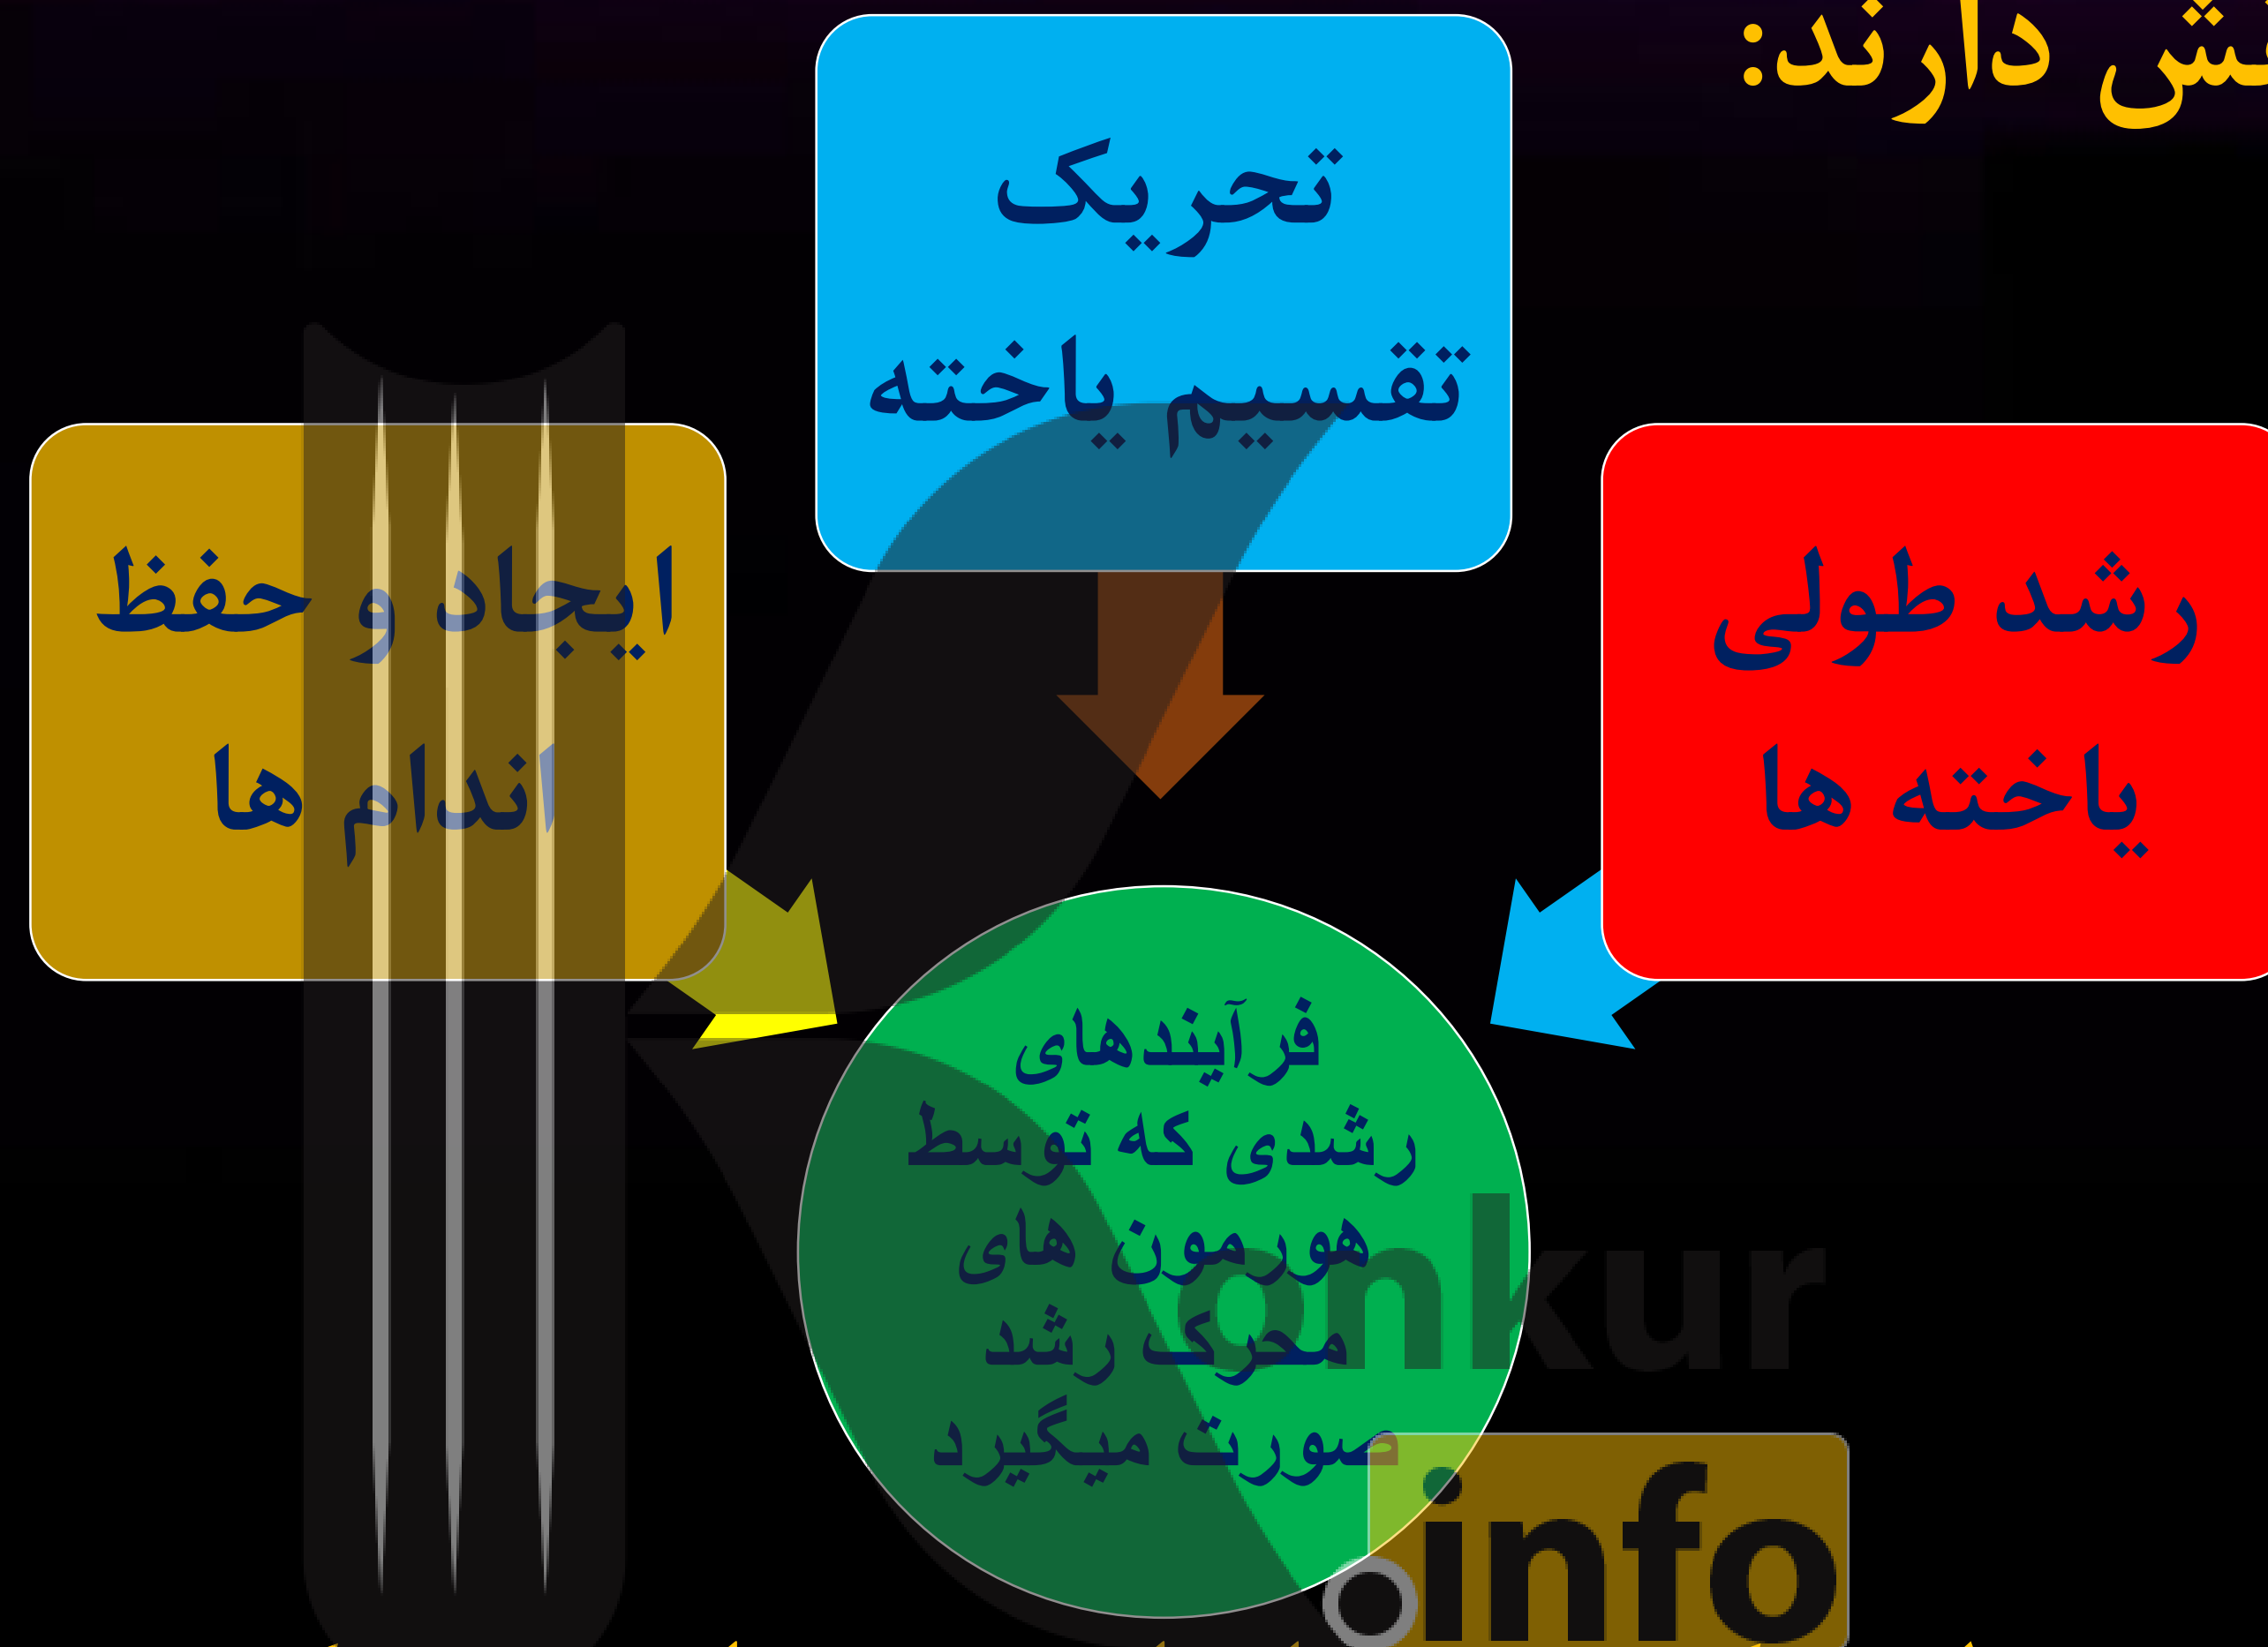 دارند:
تحریک
تقسیم یاخته
رشد طولی
یاخته ها
ایجاد و حفظ
اندام ها
فرآیندهای
رشدی که توسط
هورمون های
محرک رشد
صورت میگیرد
onkur
info